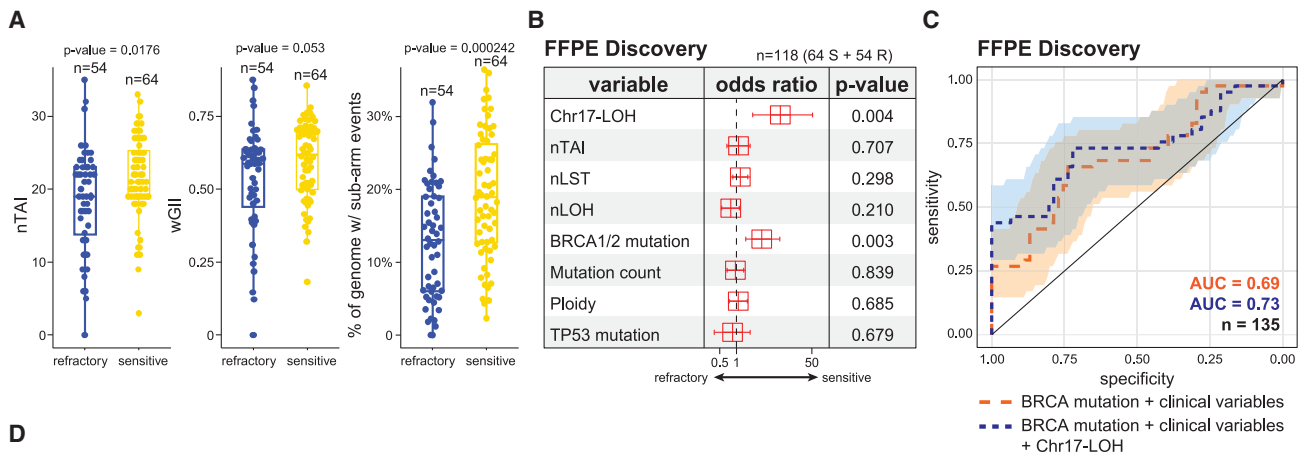 A
p-value = 0.0176
n=54
n=64
nTAI
30
20
10
0
refractory
sensitive
p-value = 0.053
n=54
n=64
wGII
0.75
0.50
0.25
0
refractory
sensitive
p-value = 0.000242
n=54
n=64
% of genome w/ sub-arm events
30%
20%
10%
0
refractory
sensitive
B
FFPE Discovery
n=118 (64 S + 54 R)
variable odds ratio p-value
Chr17-LOH 0.004
nTAI 0.707
nLST 0.298
nLOH 0.210
BRCA1/2 mutation 0.003
Mutation count 0.839
Ploidy 0.685
TP53 mutation 0.679
0.5 1 50
refractory sensitive
C
FFPE Discovery
sensitivity
1.00
0.75
0.50
0.25
0.00
AUC = 0.69
AUC = 0.73
n = 135
1.00 0.75 0.50 0.25 0.00
specificity
BRCA mutation + clinical variables
BRCA mutation + clinical variables
+ Chr17-LOH
D